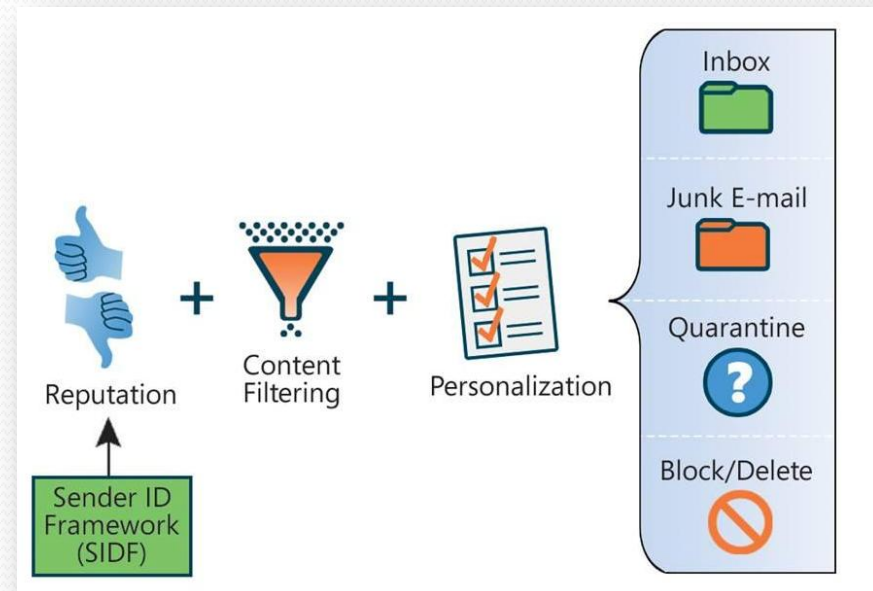 Reputation
Sender ID
Framework
(SIDF)
+
Content
Filtering
+
Personalization
Inbox
Junk E-mail
Quarantine
?
Block/Delete